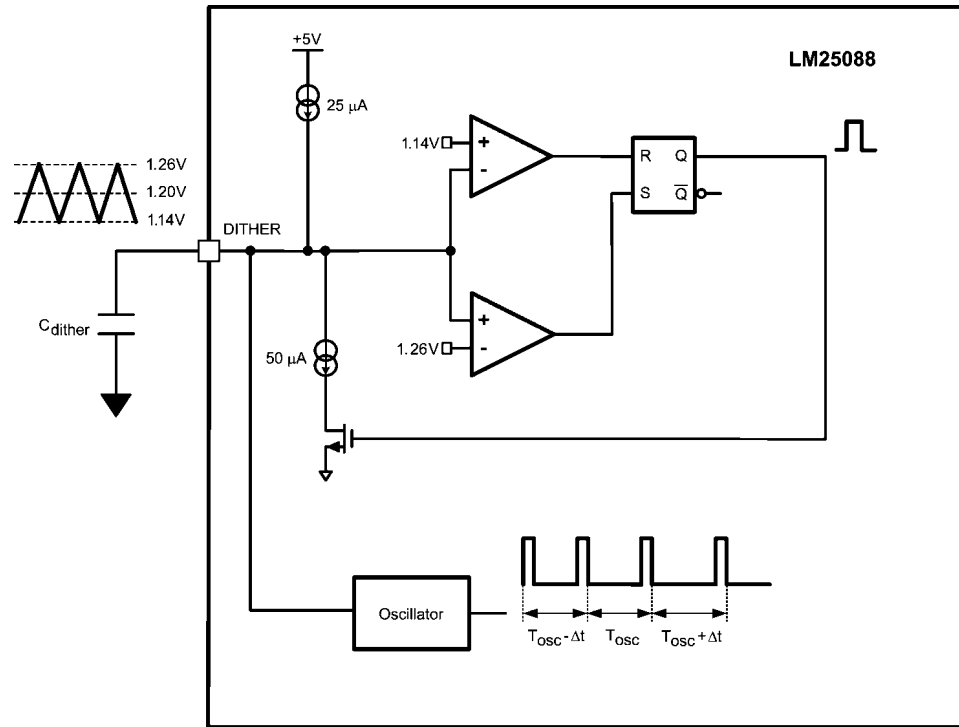 +5V
LM25088
25 µA
1.14V
+
-
R Q
S Q̅
1.26V
1.20V
1.14V
DITHER
Cdither
+
-
1.26V
50 µA
Oscillator
Tosc-Δt Tosc Tosc+Δt